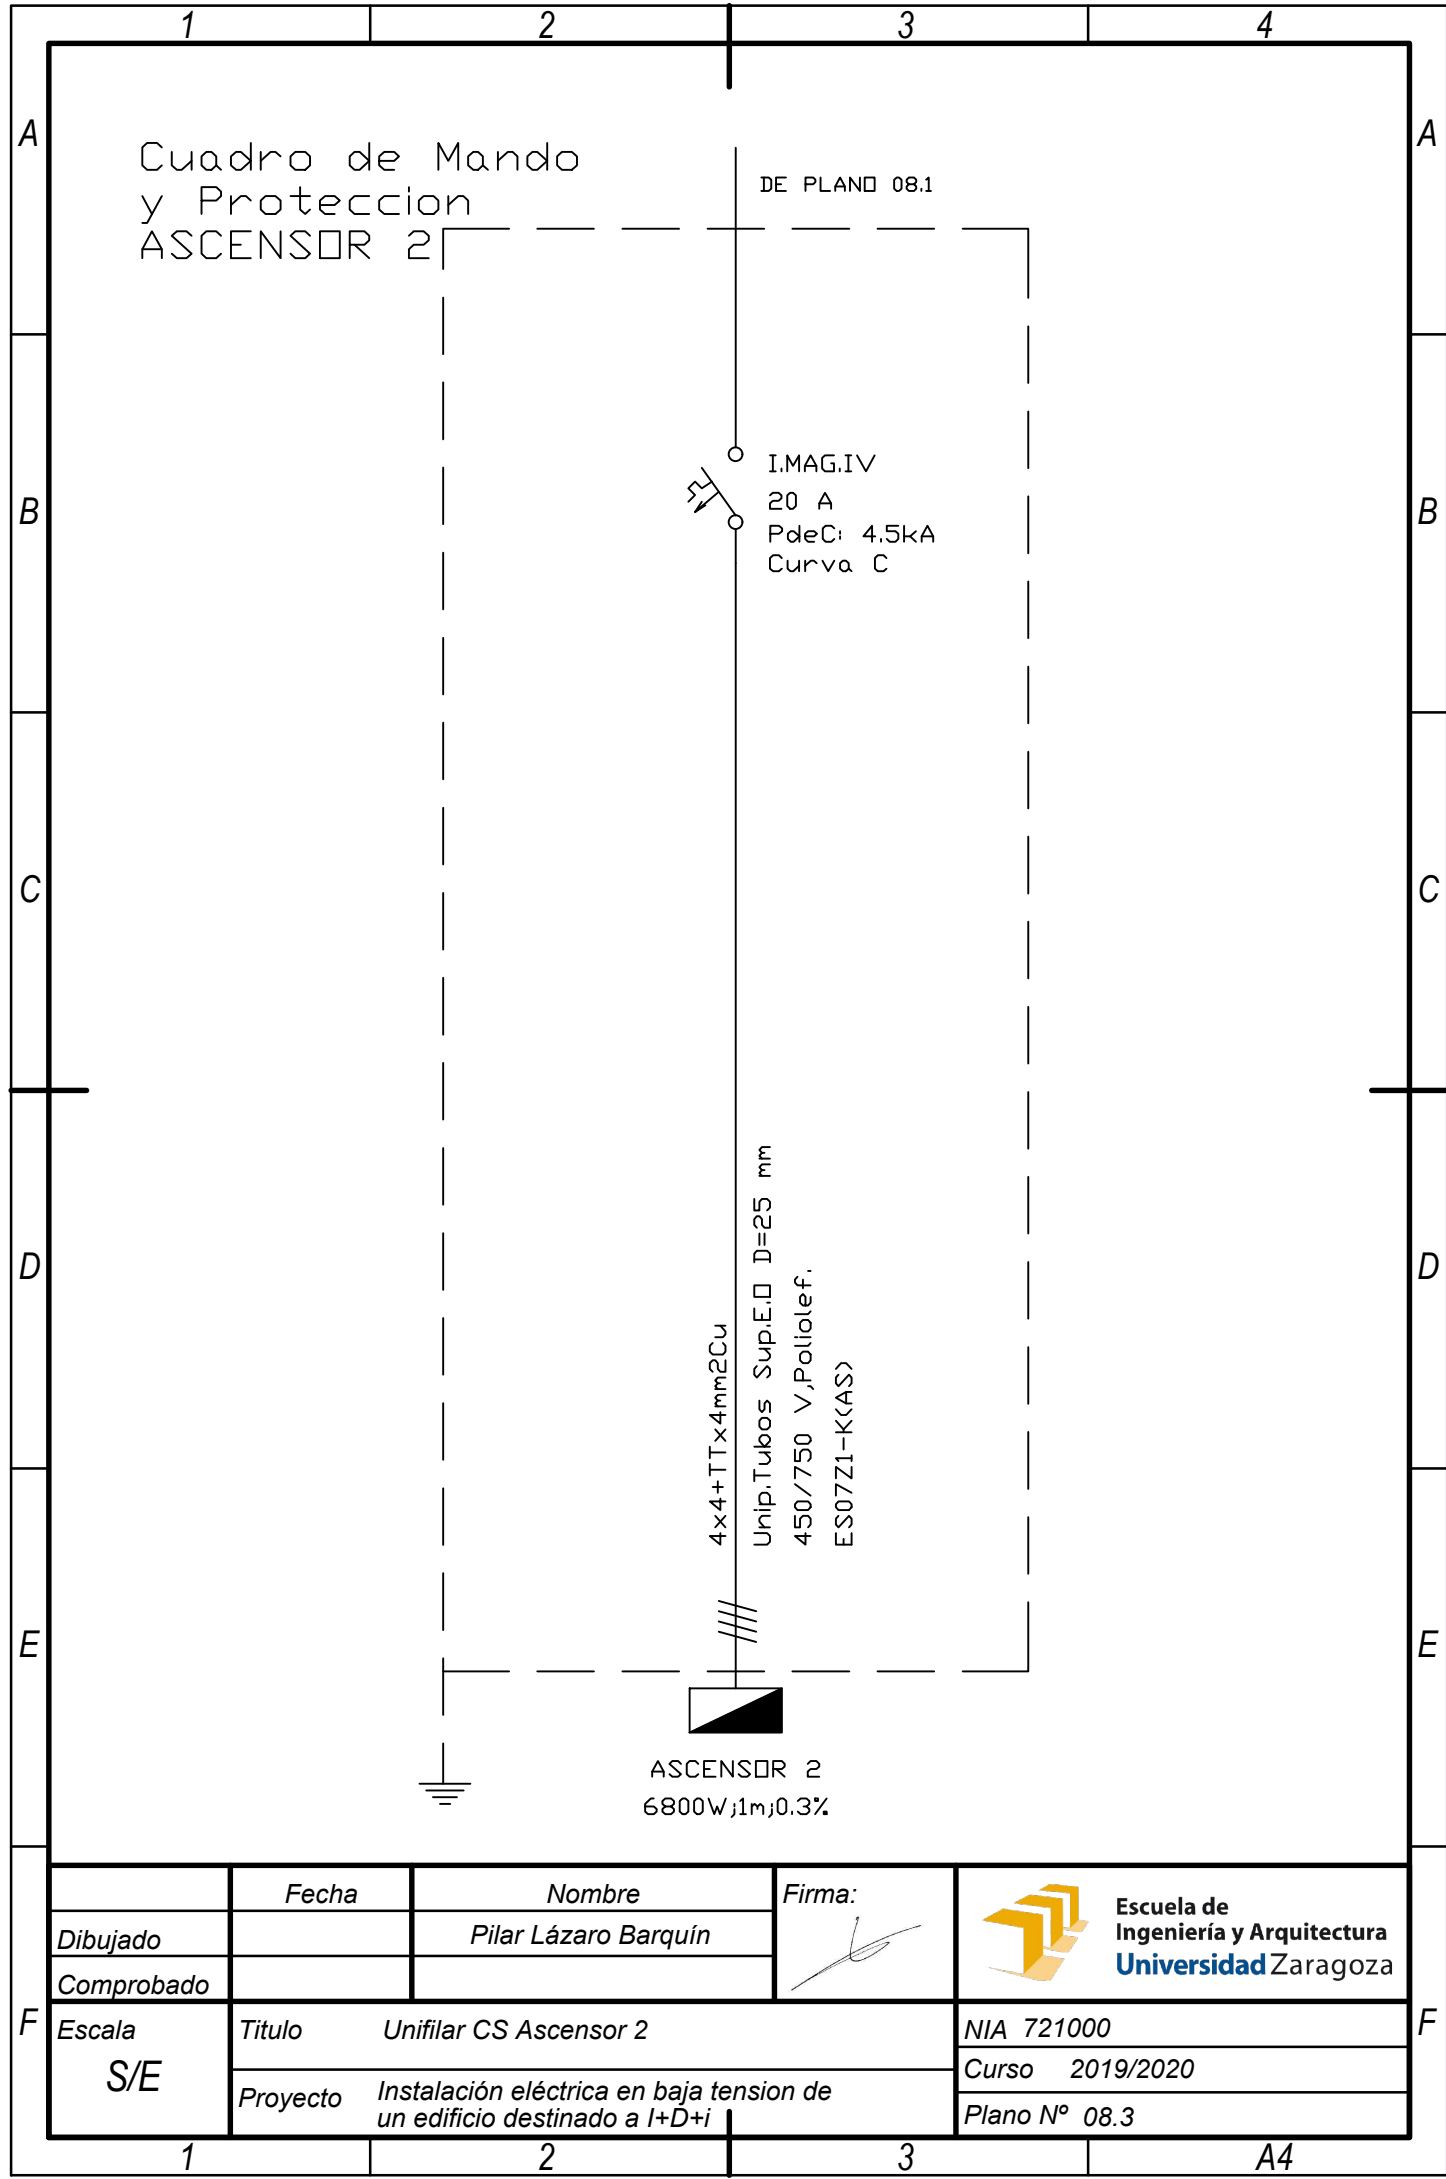 1 2 3 4
A A
Cuadro de Mando
y Proteccion
ASCENSOR 2
DE PLANO 08.1
B B
I.MAG.IV
20 A
PdeC: 4.5kA
Curva C
C C
D D
4x4+TTx4mm2Cu
Unip.Tubos Sup.E.O D=25 mm
450/750 V,Poliolef.
ES07Z1-K(AS)
E E
ASCENSOR 2
6800W;1m;0.3%
Fecha Nombre Firma:
Dibujado Pilar Lázaro Barquín
Comprobado
Escuela de
Ingeniería y Arquitectura
Universidad Zaragoza
F F
Escala
S/E
Titulo Unifilar CS Ascensor 2
Proyecto Instalación eléctrica en baja tension de
un edificio destinado a I+D+i
NIA 721000
Curso 2019/2020
Plano Nº 08.3
1 2 3 A4